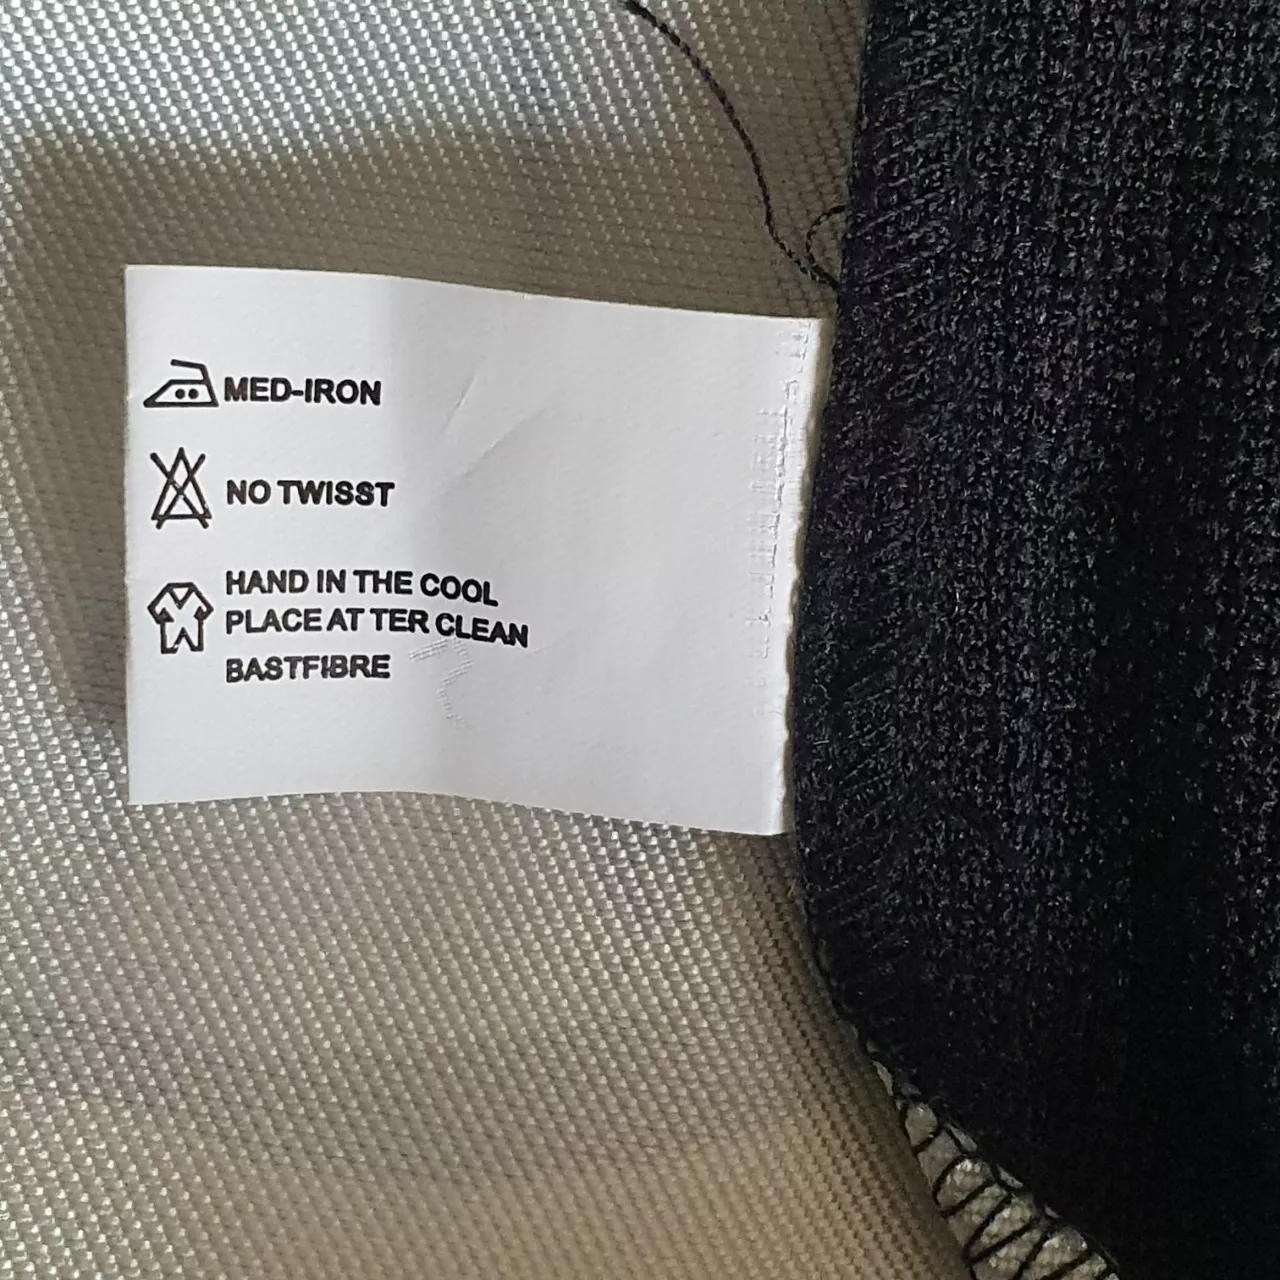 MED-IRON
NO TWISST
HAND IN THE COOL
PLACE AT TER CLEAN
BASTFIBRE